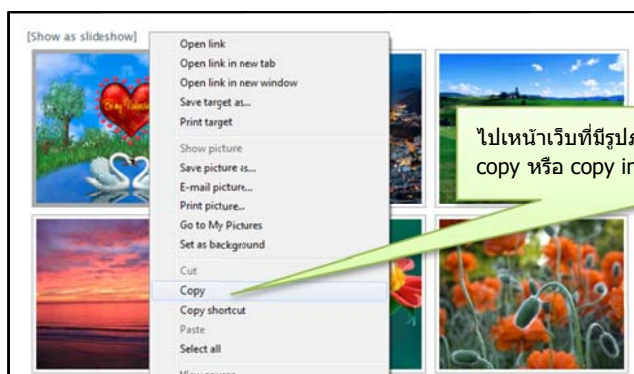 [Show as slideshow]
Open link
Open link in new tab
Open link in new window
Save target as...
Print target
Show picture
Save picture as...
E-mail picture...
Print picture...
Go to My Pictures
Set as background
Cut
Copy
Copy shortcut
Paste
Select all
ไปเหน้าเว็บที่มีรูปภ
copy หรือ copy in